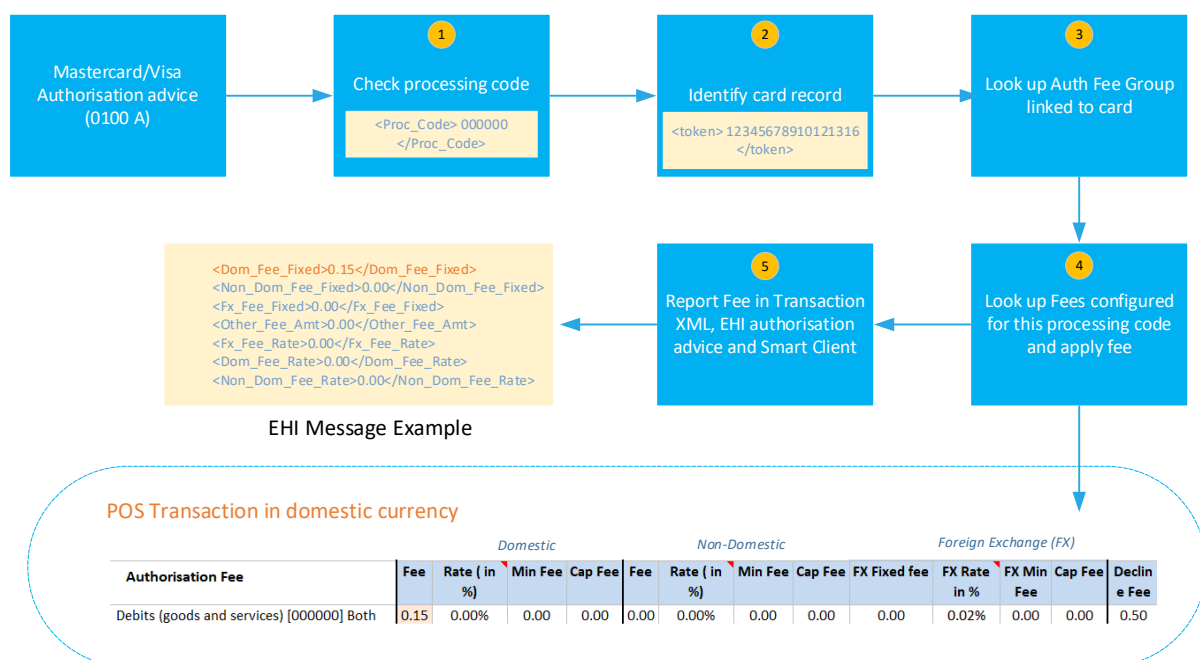 Mastercard/Visa
Authorisation advice
(0100 A)
1
Check processing code
<Proc_Code> 000000
</Proc_Code>
2
Identify card record
<token> 12345678910121316
</token>
3
Look up Auth Fee Group
linked to card
4
Look up Fees configured
for this processing code
and apply fee
5
Report Fee in Transaction
XML, EHI authorisation
advice and Smart Client
<Dom_Fee_Fixed>0.15</Dom_Fee_Fixed>
<Non_Dom_Fee_Fixed>0.00</Non_Dom_Fee_Fixed>
<Fx_Fee_Fixed>0.00</Fx_Fee_Fixed>
<Other_Fee_Amt>0.00</Other_Fee_Amt>
<Fx_Fee_Rate>0.00</Fx_Fee_Rate>
<Dom_Fee_Rate>0.00</Dom_Fee_Rate>
<Non_Dom_Fee_Rate>0.00</Non_Dom_Fee_Rate>
EHI Message Example
POS Transaction in domestic currency
Domestic Non-Domestic Foreign Exchange (FX)
Authorisation Fee Fee Rate ( in Min Fee Cap Fee Fee Rate ( in Min Fee Cap Fee FX Fixed fee FX Rate FX Min Cap Fee Declin
%) %) in % Fee e Fee
Debits (goods and services) [000000] Both 0.15 0.00% 0.00 0.00 0.00 0.00% 0.00 0.00 0.00 0.02% 0.00 0.00 0.50